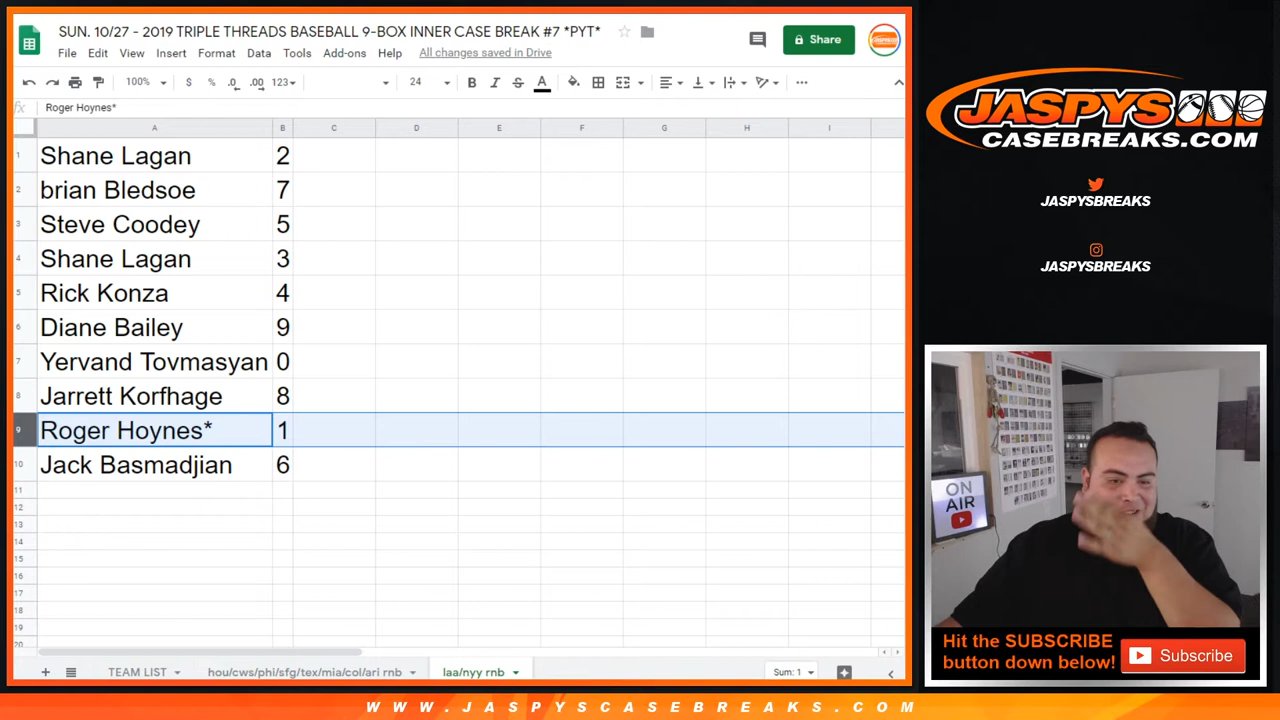 SUN. 10/27 - 2019 TRIPLE THREADS BASEBALL 9-BOX INNER CASE BREAK #7 *PYT*
File Edit View Insert Format Data Tools Add-ons Help All changes saved in Drive
Share
100% $ % .0 .00 123 24 B I S A
fx Roger Hoynes*
A B C D E F G H I
1 Shane Lagan 2
2 brian Bledsoe 7
3 Steve Coodey 5
4 Shane Lagan 3
5 Rick Konza 4
6 Diane Bailey 9
7 Yervand Tovmasyan 0
8 Jarrett Korfhage 8
9 Roger Hoynes* 1
10 Jack Basmadjian 6
11
12
13
14
15
16
17
18
19
20
TEAM LIST hou/cws/phi/sfg/tex/mia/col/ari rnb laa/nyy rnb Sum: 1
JASPYS
CASEBREAKS.COM
JASPYSBREAKS
JASPYSBREAKS
ON
AIR
Hit the SUBSCRIBE
button down below!
Subscribe
WWW.JASPYSCASEBREAKS.COM